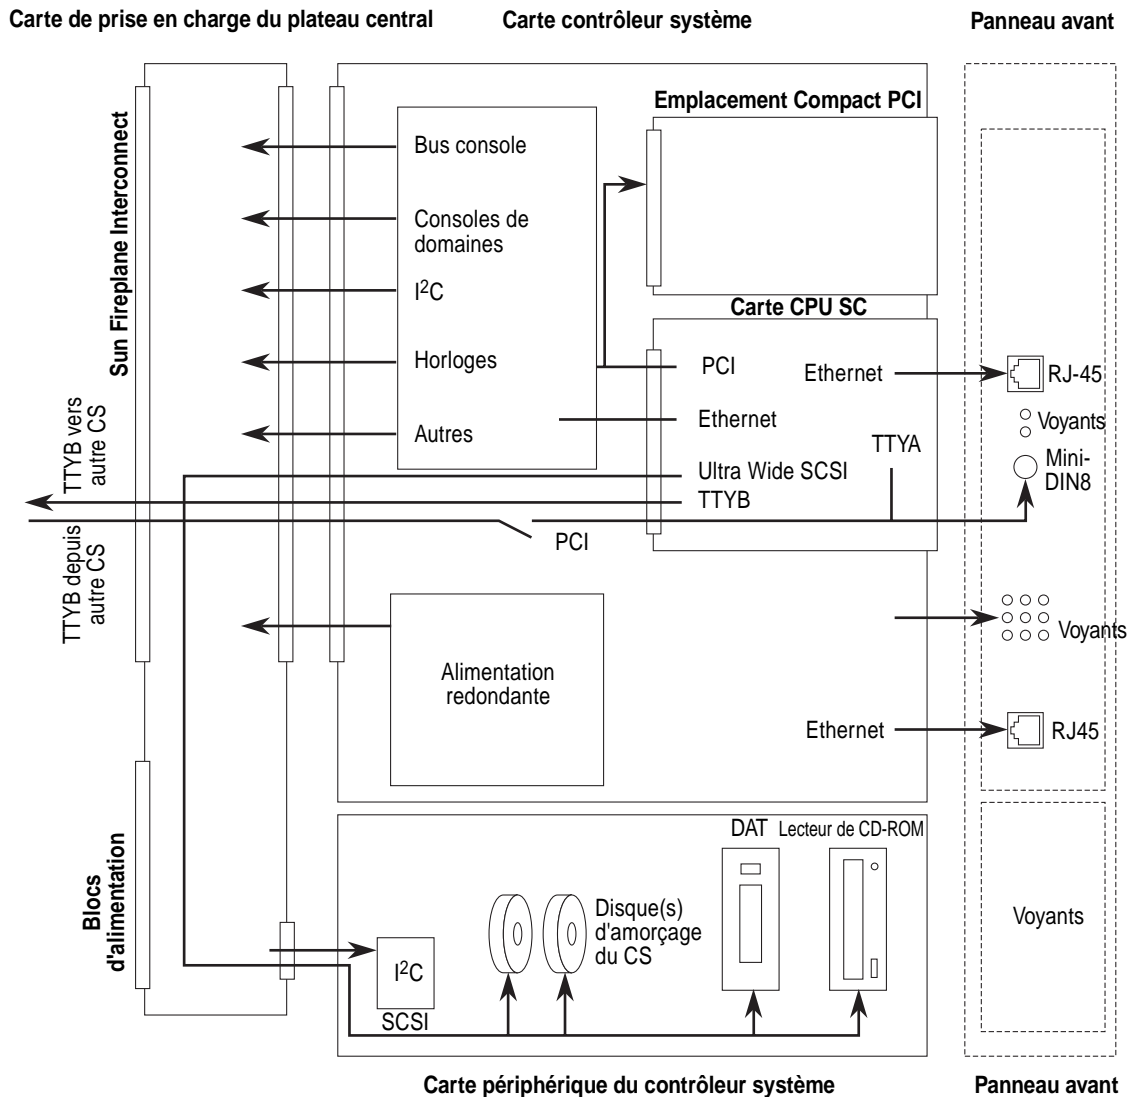 Carte de prise en charge du plateau central
Carte contrôleur système
Panneau avant
Emplacement Compact PCI
Sun Fireplane Interconnect
Bus console
Consoles de
domaines
I²C
Horloges
Autres
Carte CPU SC
PCI
Ethernet
Ethernet
RJ-45
Voyants
TTYA
Mini-
DIN8
Ultra Wide SCSI
TTYB
TTYB vers
autre CS
PCI
TTYB depuis
autre CS
Voyants
Alimentation
redondante
Ethernet
RJ45
Blocs
d'alimentation
DAT
Lecteur de CD-ROM
Disque(s)
d'amorçage
du CS
Voyants
I²C
SCSI
Carte périphérique du contrôleur système
Panneau avant